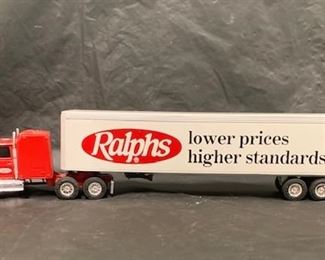 Ralphs
lower prices
higher standards